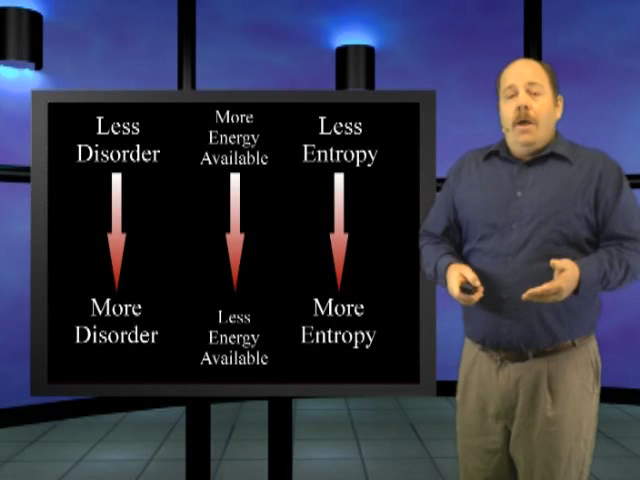 Less
Disorder
More
Energy
Available
Less
Entropy
More
Disorder
Less
Energy
Available
More
Entropy